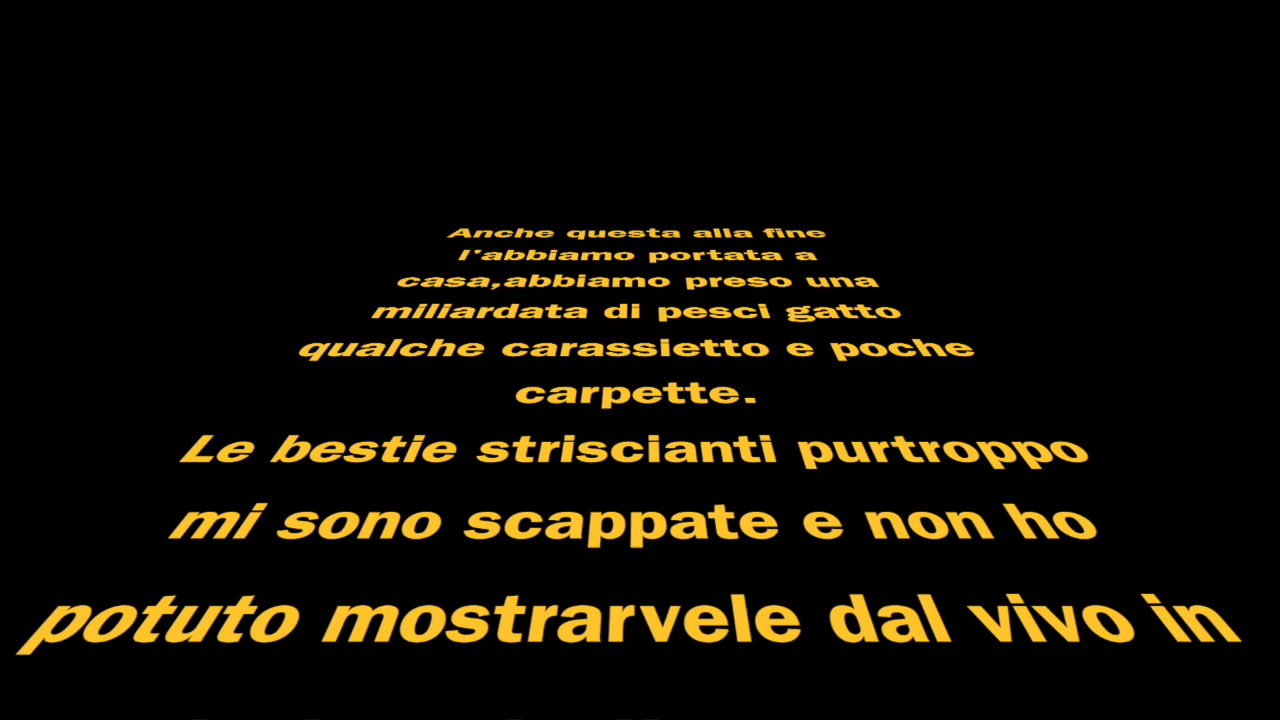 Anche questa alla fine
l'abbiamo portata a
casa,abbiamo preso una
miliardata di pesci gatto
qualche carassietto e poche
carpette.
Le bestie striscianti purtroppo
mi sono scappate e non ho
potuto mostrarvele dal vivo in